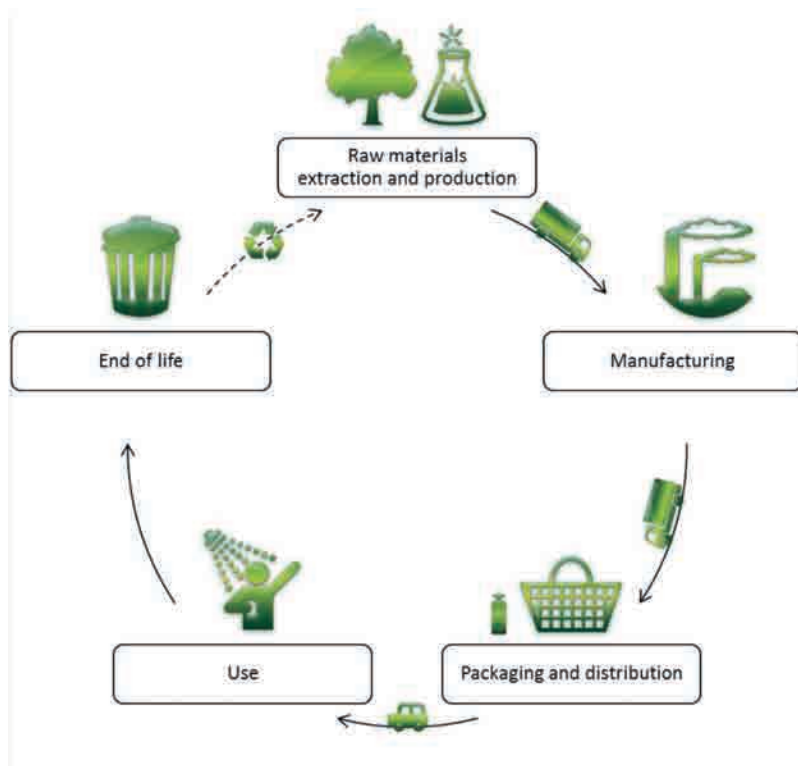 Raw materials
extraction and production
Manufacturing
Packaging and distribution
Use
End of life